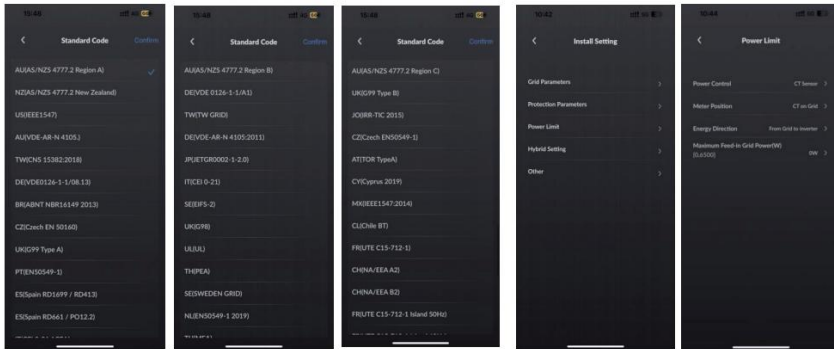 10:48
4G
Standard Code
Confirm
AU(AS/NZS 4777.2 Region A)
NZ(AS/NZS 4777.2 New Zealand)
US(IEEE1547)
AU(VDE-AR-N 4105.)
TW(CNS 15382:2018)
DE(VDE0126-1-1/08.13)
BR(ABNT NBR16149 2013)
CZ(Czech EN 50160)
UK(G99 Type A)
PT(EN50549-1)
ES(Spain RD1699 / RD413)
ES(Spain RD661 / PO12.2)
10:48
4G
Standard Code
Confirm
AU(AS/NZS 4777.2 Region B)
DE(VDE 0126-1-1/A1)
TW(TW GRID)
DE(VDE-AR-N 4105:2011)
JP(JETGR0002-1-2.0)
IT(CEI 0-21)
SE(EIFS-2)
UK(G98)
UL(UL)
TH(PEA)
SE(SWEDEN GRID)
NL(EN50549-1 2019)
10:48
4G
Standard Code
Confirm
AU(AS/NZS 4777.2 Region C)
UK(G99 Type B)
JO(IRR-TIC 2015)
CZ(Czech EN50549-1)
AT(TOR TypeA)
CY(Cyprus 2019)
MX(IEEE1547:2014)
CL(Chile BT)
FR(UTE C15-712-1)
CH(NA/EEA A2)
CH(NA/EEA B2)
FR(UTE C15-712-1 Island 50Hz)
10:42
4G
Install Setting
Grid Parameters
Protection Parameters
Power Limit
Hybrid Setting
Other
10:44
4G
Power Limit
Power Control
CT Sensor
Meter Position
CT on Grid
Energy Direction
From Grid to Inverter
Maximum Feed-in Grid Power(W)
[0,6500]
0W